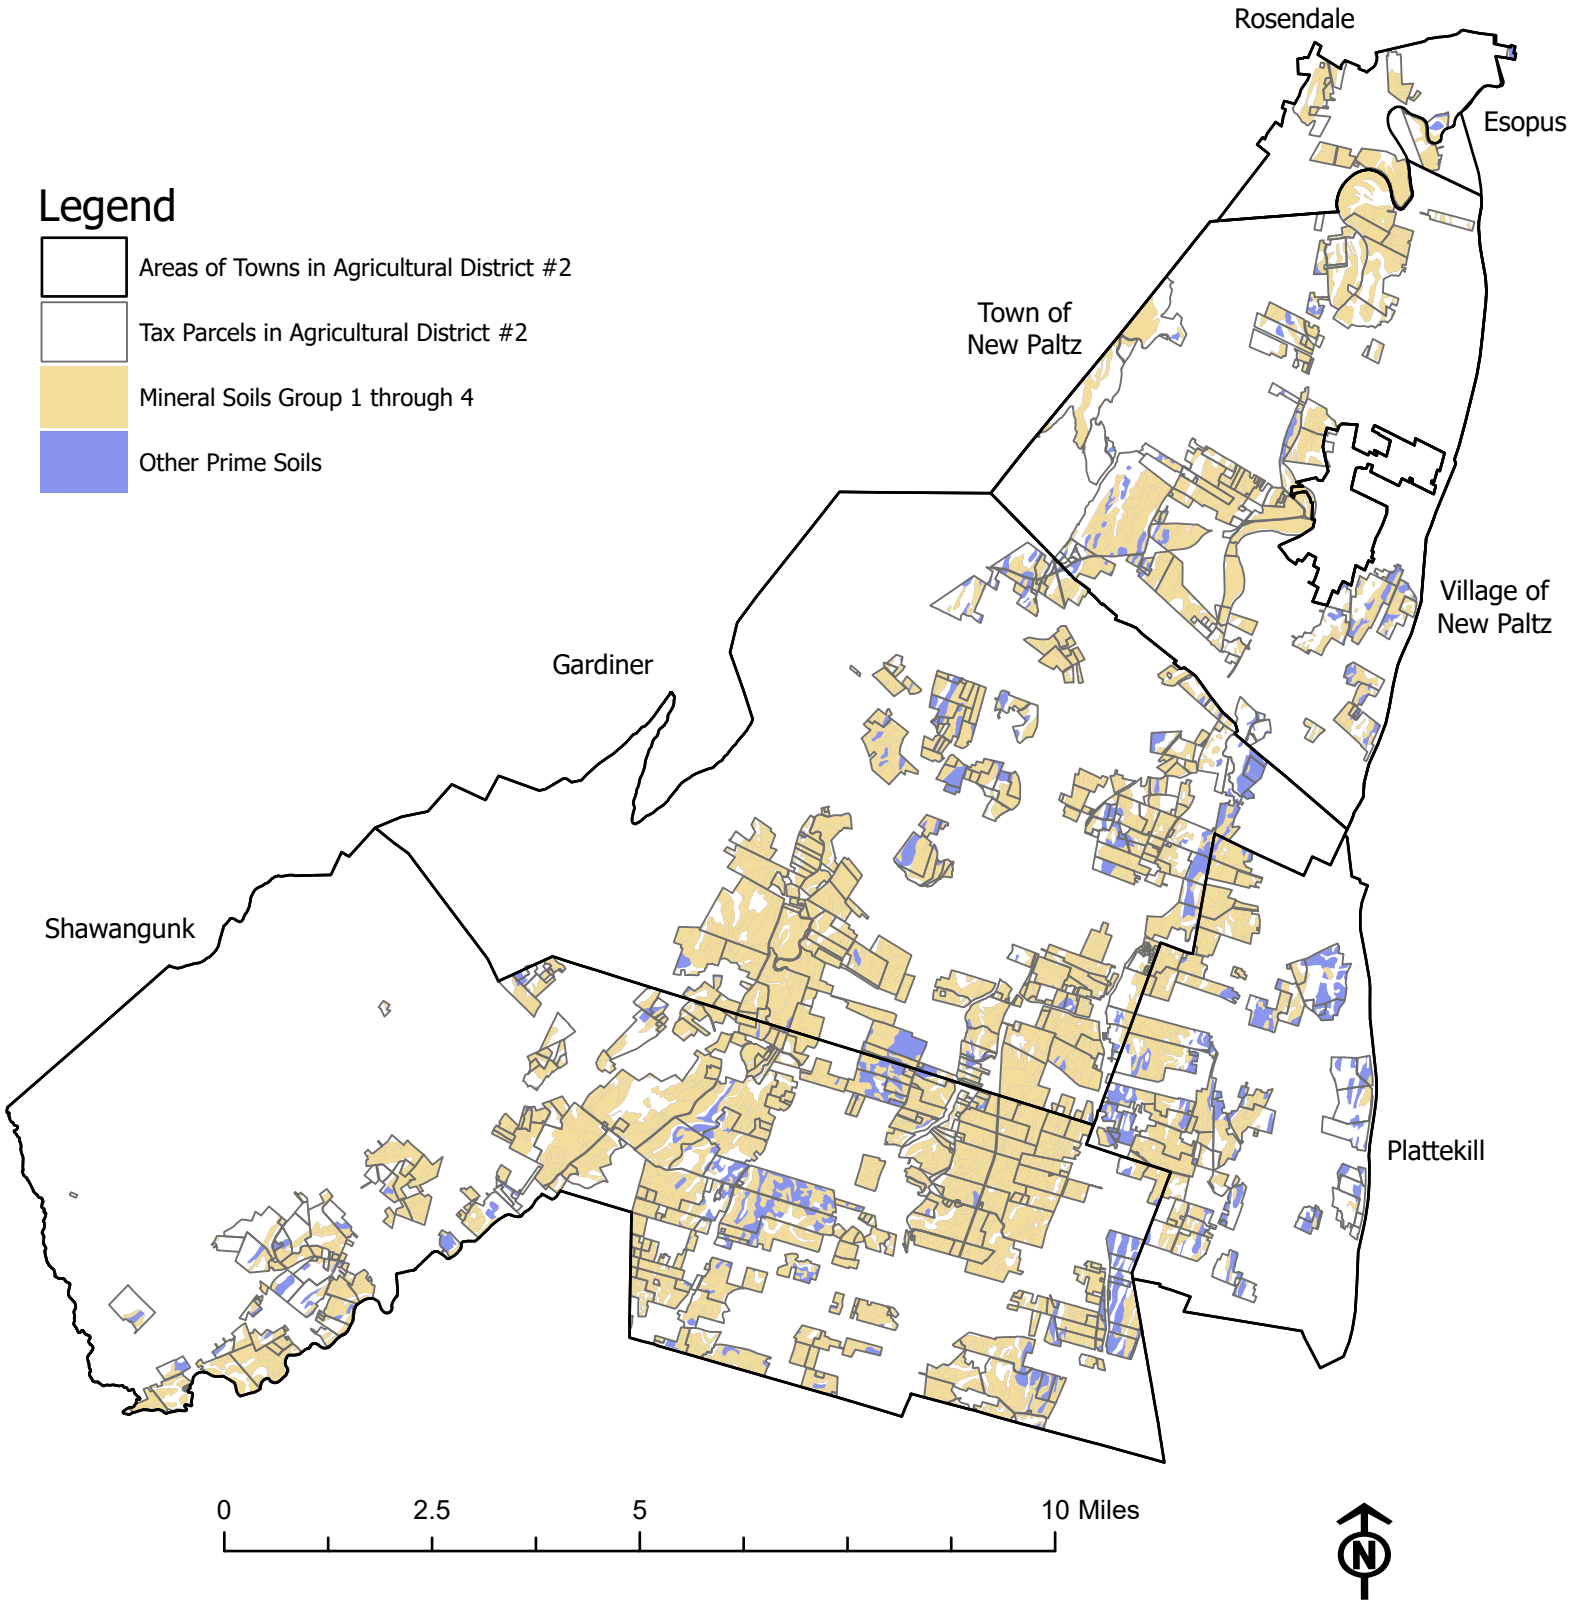 Rosendale
Esopus
Legend
Areas of Towns in Agricultural District #2
Tax Parcels in Agricultural District #2
Mineral Soils Group 1 through 4
Other Prime Soils
Town of
New Paltz
Village of
New Paltz
Gardiner
Shawangunk
Plattekill
0 2.5 5 10 Miles
N